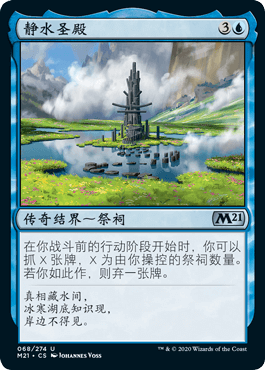 静水圣殿 3
传奇结界～祭祠 M21
在你战斗前的行动阶段开始时，你可以
抓X张牌，X为由你操控的祭祠数量。
若你如此作，则弃一张牌。
真相藏水间，
冰寒湖底知识现，
岸边不得见。
068/274 U
M21 • CS JOHANNES VOSS
™ & © 2020 Wizards of the Coast